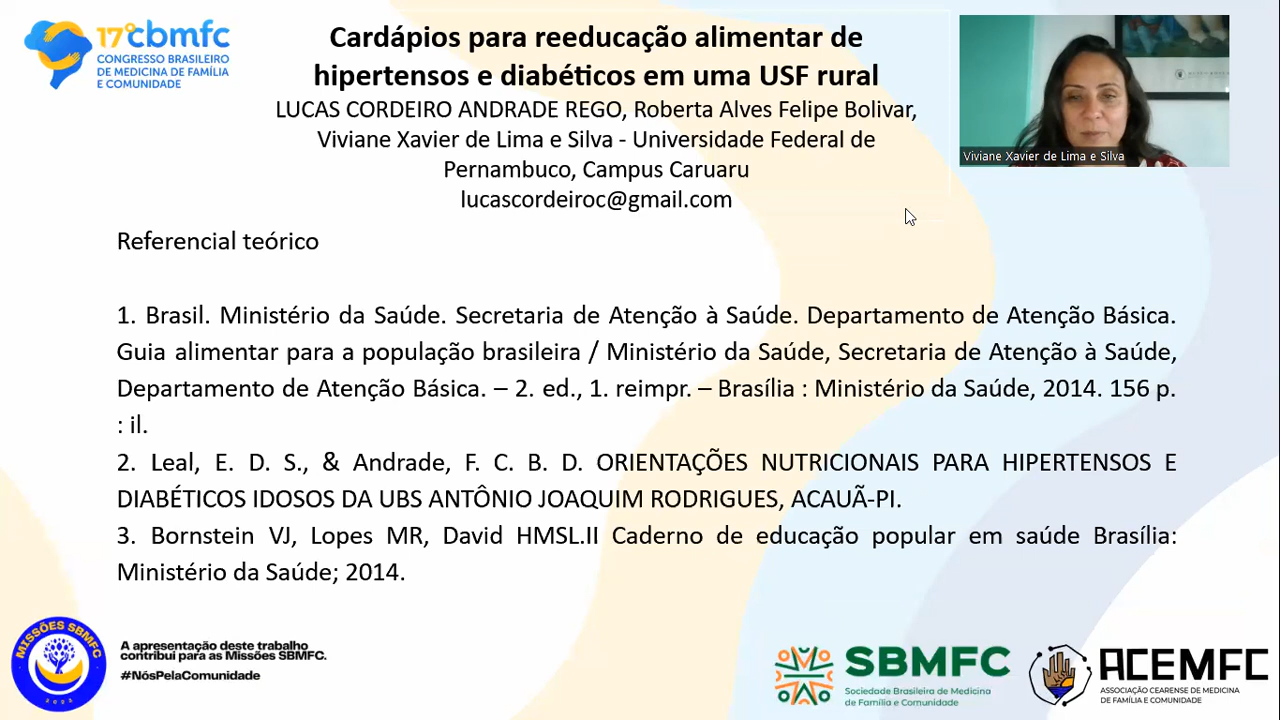 17º cbmfc
CONGRESSO BRASILEIRO
DE MEDICINA DE FAMÍLIA
E COMUNIDADE
Cardápios para reeducação alimentar de
hipertensos e diabéticos em uma USF rural
LUCAS CORDEIRO ANDRADE REGO, Roberta Alves Felipe Bolivar,
Viviane Xavier de Lima e Silva - Universidade Federal de
Pernambuco, Campus Caruaru
lucascordeiroc@gmail.com
Viviane Xavier de Lima e Silva
Referencial teórico
1. Brasil. Ministério da Saúde. Secretaria de Atenção à Saúde. Departamento de Atenção Básica.
Guia alimentar para a população brasileira / Ministério da Saúde, Secretaria de Atenção à Saúde,
Departamento de Atenção Básica. – 2. ed., 1. reimpr. – Brasília : Ministério da Saúde, 2014. 156 p.
: il.
2. Leal, E. D. S., & Andrade, F. C. B. D. ORIENTAÇÕES NUTRICIONAIS PARA HIPERTENSOS E
DIABÉTICOS IDOSOS DA UBS ANTÔNIO JOAQUIM RODRIGUES, ACAUÃ-PI.
3. Bornstein VJ, Lopes MR, David HMSL.II Caderno de educação popular em saúde Brasília:
Ministério da Saúde; 2014.
MISSÕES SBMFC
2023
A apresentação deste trabalho
contribui para as Missões SBMFC.
#NósPelaComunidade
SBMFC
Sociedade Brasileira de Medicina
de Família e Comunidade
ACEMFC
ASSOCIAÇÃO CEARENSE DE MEDICINA
DE FAMÍLIA E COMUNIDADE